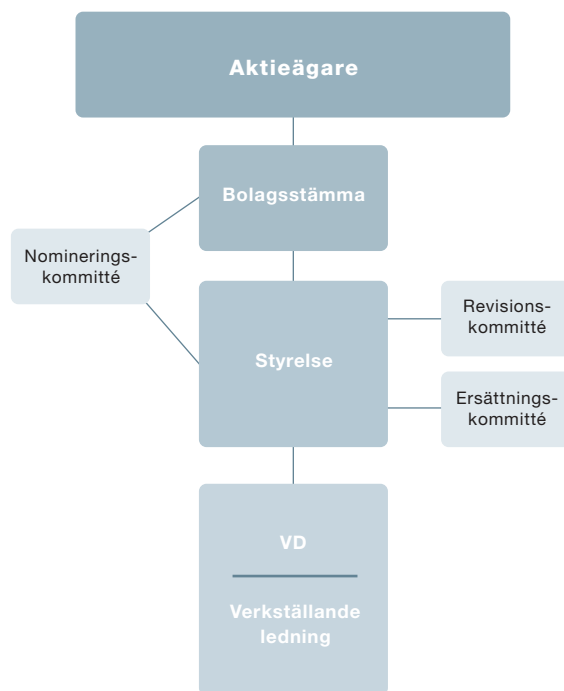 Aktieägare
Bolagsstämma
Nominerings-
kommitté
Revisions-
kommitté
Styrelse
Ersättnings-
kommitté
VD
Verkställande
ledning